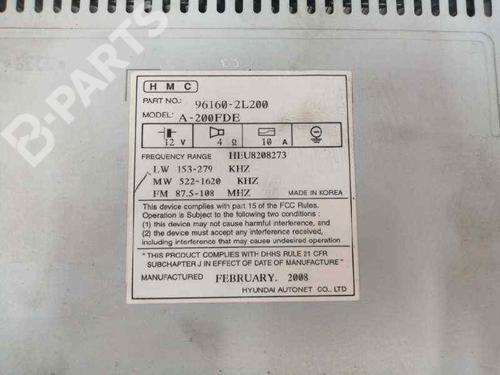 B-PARTS
HMC
PART NO.: 96160-2L200
MODEL: A-200FDE
12 V 4 Ω 10 A
FREQUENCY RANGE HEU8208273
LW 153-279 KHZ
MW 522-1620 KHZ
FM 87.5-108 MHZ MADE IN KOREA
This device complies with part 15 of the FCC Rules.
Operation is Subject to the following two conditions :
(1) this may not cause harmful interference, and
(2) the device must accept any interference,
including interference that may cause undesired operation
" THIS PRODUCT COMPLIES WITH DHHS RULE 21 CFR
SUBCHAPTER J IN EFFECT OF DATE OF MANUFACTURE "
MANUFACTURED FEBRUARY. 2008
HYUNDAI AUTONET CO., LTD